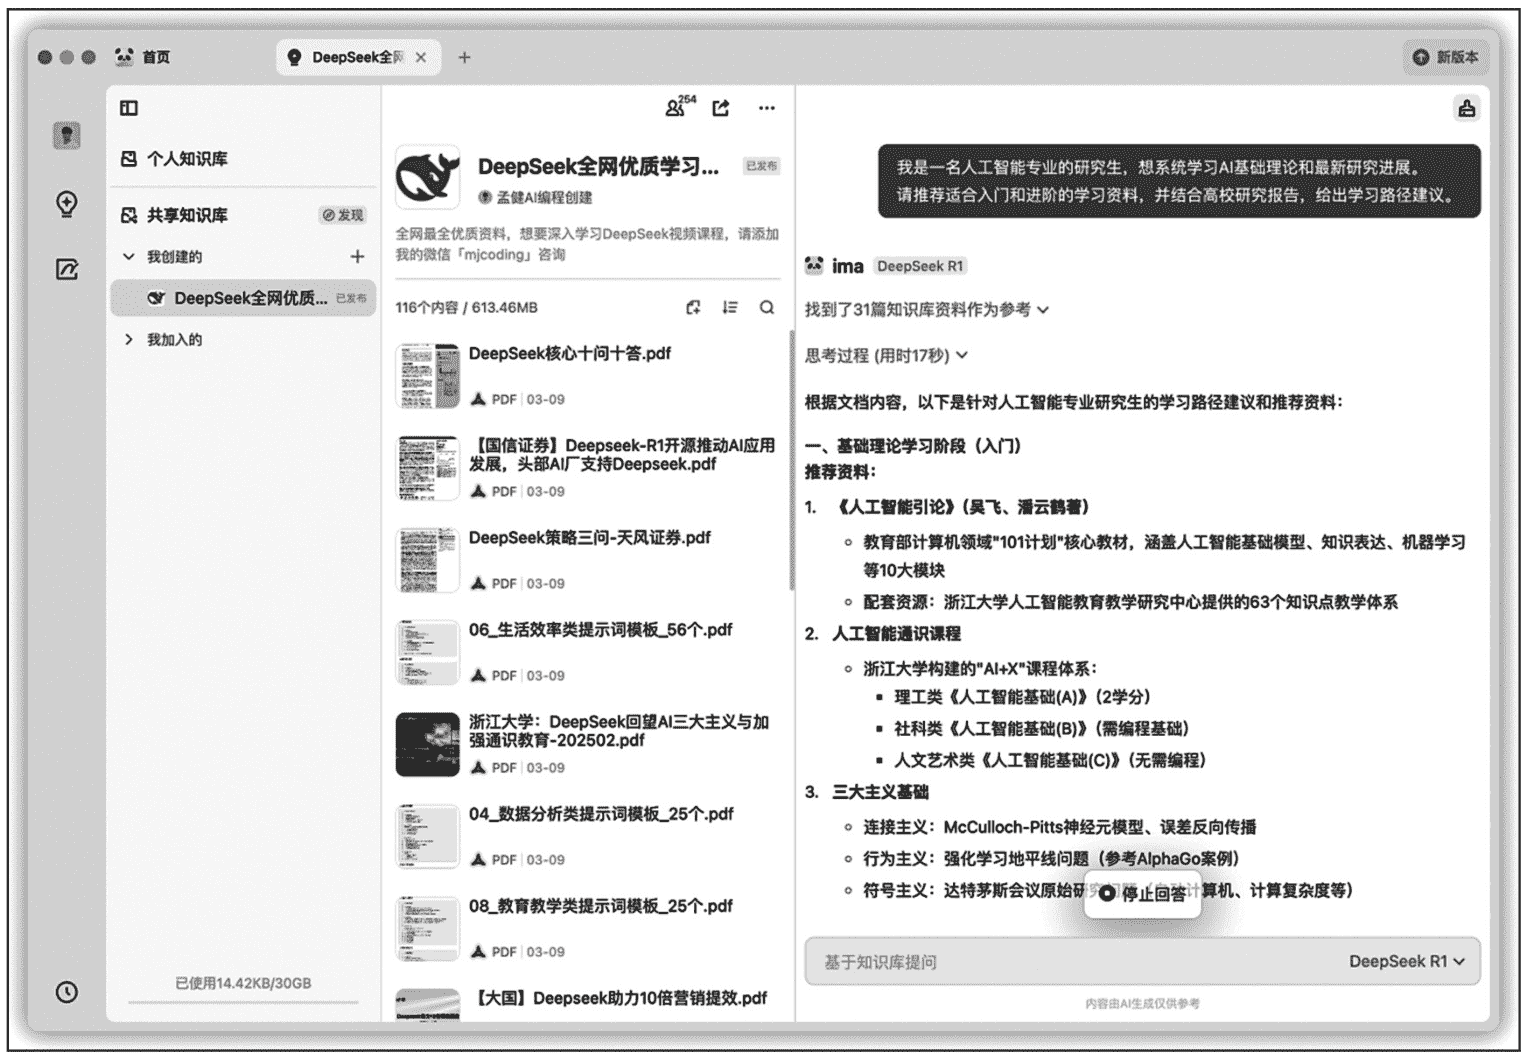 首页
DeepSeek全网
新版本
个人知识库
共享知识库
发现
我创建的
DeepSeek全网优质...
已发布
我加入的
已使用14.42KB/30GB
254
DeepSeek全网优质学习...
已发布
孟健AI编程创建
全网最全优质资料，想要深入学习DeepSeek视频课程，请添加
我的微信「mjcoding」咨询
116个内容 / 613.46MB
DeepSeek核心十问十答.pdf
PDF 03-09
【国信证券】Deepseek-R1开源推动AI应用
发展，头部AI厂支持Deepseek.pdf
PDF 03-09
DeepSeek策略三问-天风证券.pdf
PDF 03-09
06_生活效率类提示词模板_56个.pdf
PDF 03-09
浙江大学：DeepSeek回望AI三大主义与加
强通识教育-202502.pdf
PDF 03-09
04_数据分析类提示词模板_25个.pdf
PDF 03-09
08_教育教学类提示词模板_25个.pdf
PDF 03-09
【大国】Deepseek助力10倍营销提效.pdf
我是一名人工智能专业的研究生，想系统学习AI基础理论和最新研究进展。
请推荐适合入门和进阶的学习资料，并结合高校研究报告，给出学习路径建议。
ima DeepSeek R1
找到了31篇知识库资料作为参考
思考过程 (用时17秒)
根据文档内容，以下是针对人工智能专业研究生的学习路径建议和推荐资料：
一、基础理论学习阶段（入门）
推荐资料：
1. 《人工智能引论》（吴飞、潘云鹤著）
教育部计算机领域"101计划"核心教材，涵盖人工智能基础模型、知识表达、机器学习
等10大模块
配套资源：浙江大学人工智能教育教学研究中心提供的63个知识点教学体系
2. 人工智能通识课程
浙江大学构建的"AI+X"课程体系：
理工类《人工智能基础(A)》（2学分）
社科类《人工智能基础(B)》（需编程基础）
人文艺术类《人工智能基础(C)》（无需编程）
3. 三大主义基础
连接主义：McCulloch-Pitts神经元模型、误差反向传播
行为主义：强化学习地平线问题（参考AlphaGo案例）
符号主义：达特茅斯会议原始研 计算机、计算复杂度等）
停止回答
基于知识库提问
DeepSeek R1
内容由AI生成仅供参考